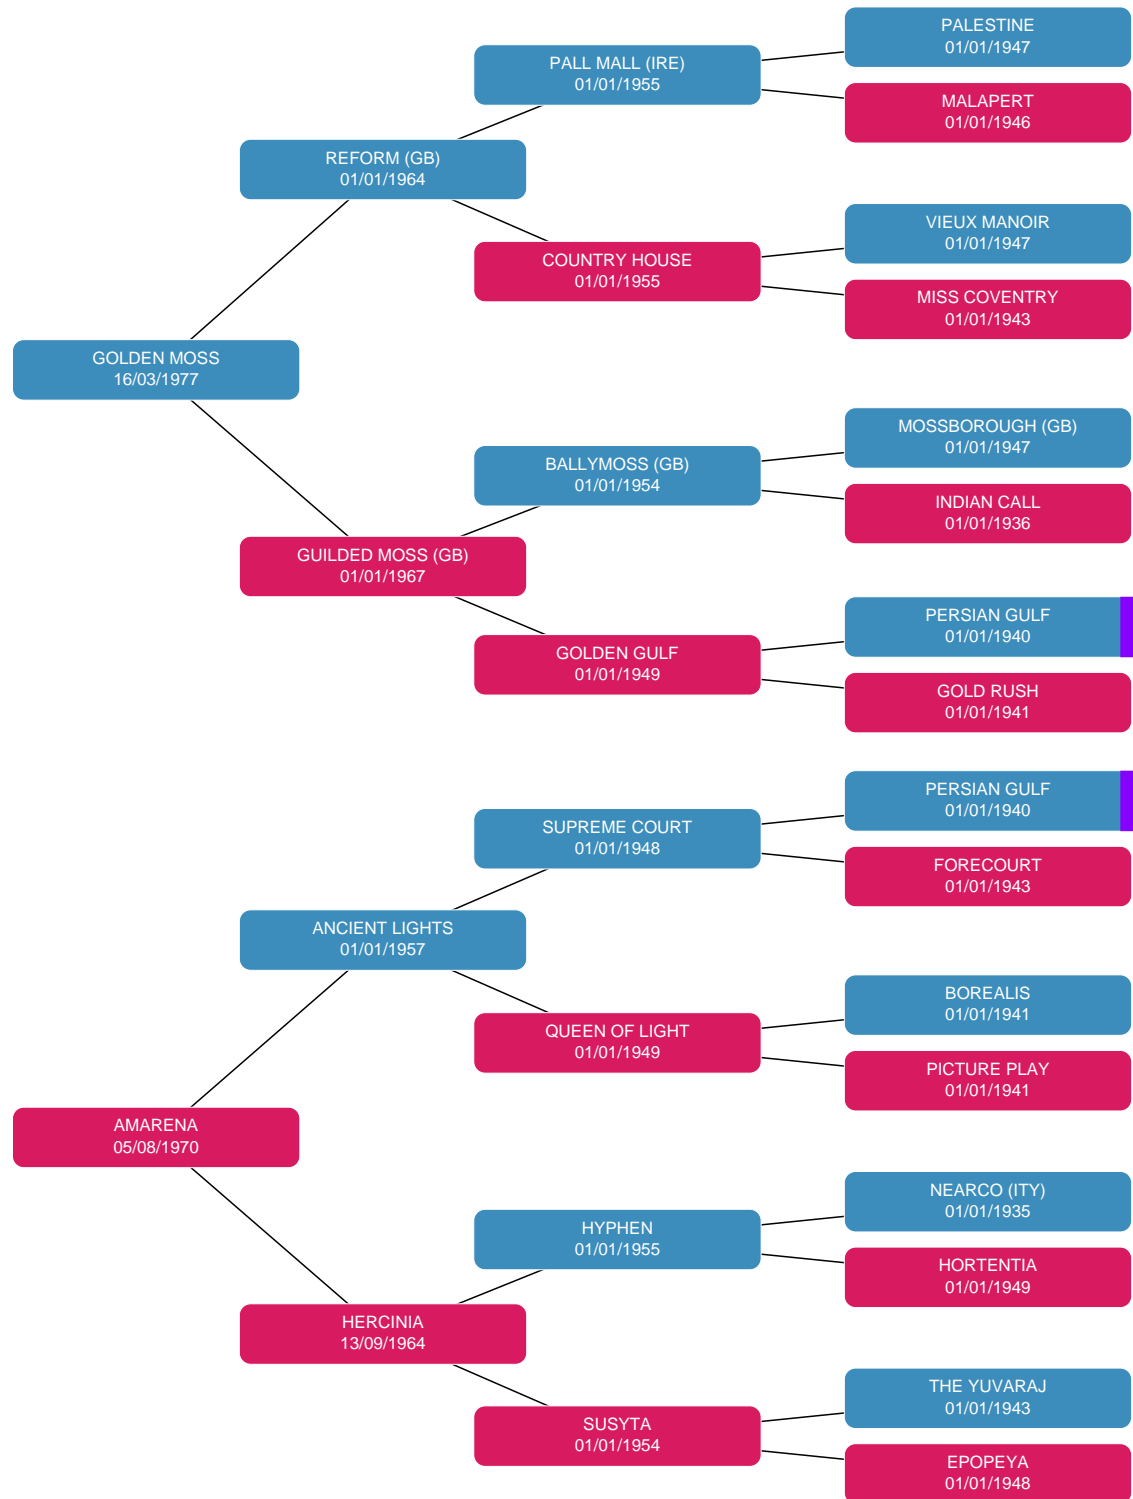 PALESTINE
01/01/1947
PALL MALL (IRE)
01/01/1955
MALAPERT
01/01/1946
REFORM (GB)
01/01/1964
VIEUX MANOIR
01/01/1947
COUNTRY HOUSE
01/01/1955
MISS COVENTRY
01/01/1943
GOLDEN MOSS
16/03/1977
MOSSBOROUGH (GB)
01/01/1947
BALLYMOSS (GB)
01/01/1954
INDIAN CALL
01/01/1936
GUILDED MOSS (GB)
01/01/1967
PERSIAN GULF
01/01/1940
GOLDEN GULF
01/01/1949
GOLD RUSH
01/01/1941
PERSIAN GULF
01/01/1940
SUPREME COURT
01/01/1948
FORECOURT
01/01/1943
ANCIENT LIGHTS
01/01/1957
BOREALIS
01/01/1941
QUEEN OF LIGHT
01/01/1949
PICTURE PLAY
01/01/1941
AMARENA
05/08/1970
NEARCO (ITY)
01/01/1935
HYPHEN
01/01/1955
HORTENTIA
01/01/1949
HERCINIA
13/09/1964
THE YUVARAJ
01/01/1943
SUSYTA
01/01/1954
EPOPEYA
01/01/1948